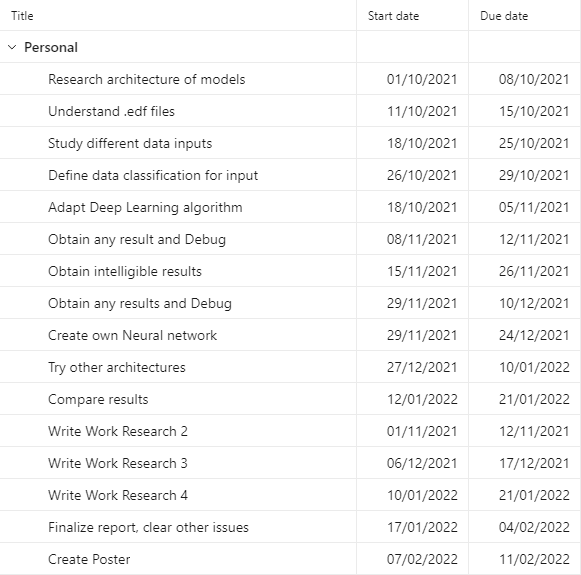 Title Start date Due date
Personal
Research architecture of models 01/10/2021 08/10/2021
Understand .edf files 11/10/2021 15/10/2021
Study different data inputs 18/10/2021 25/10/2021
Define data classification for input 26/10/2021 29/10/2021
Adapt Deep Learning algorithm 18/10/2021 05/11/2021
Obtain any result and Debug 08/11/2021 12/11/2021
Obtain intelligible results 15/11/2021 26/11/2021
Obtain any results and Debug 29/11/2021 10/12/2021
Create own Neural network 29/11/2021 24/12/2021
Try other architectures 27/12/2021 10/01/2022
Compare results 12/01/2022 21/01/2022
Write Work Research 2 01/11/2021 12/11/2021
Write Work Research 3 06/12/2021 17/12/2021
Write Work Research 4 10/01/2022 21/01/2022
Finalize report, clear other issues 17/01/2022 04/02/2022
Create Poster 07/02/2022 11/02/2022